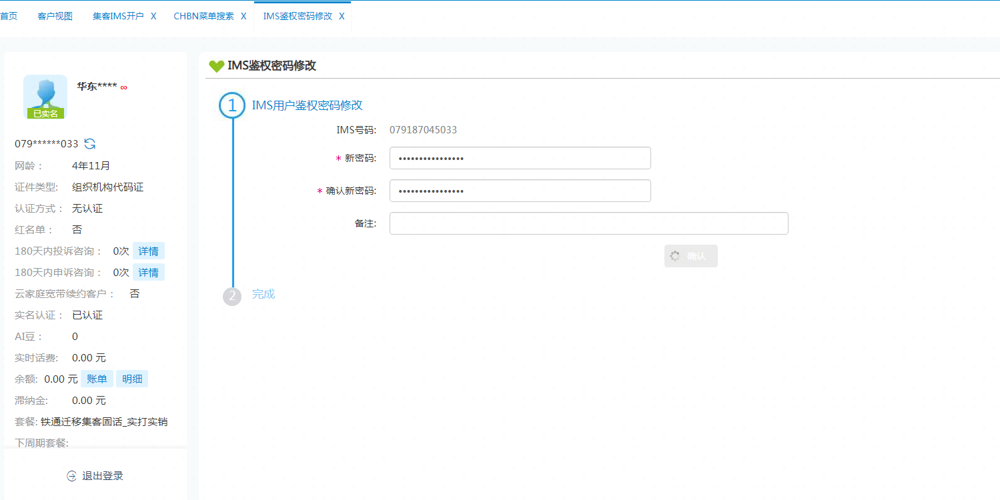 首页 客户视图 集客IMS开户 X CHBN菜单搜索 X IMS鉴权密码修改 X
华东**** ∞
已实名
079******033
网龄： 4年11月
证件类型: 组织机构代码证
认证方式： 无认证
红名单： 否
180天内投诉咨询： 0次 详情
180天内申诉咨询： 0次 详情
云家庭宽带续约客户： 否
实名认证： 已认证
AI豆： 0
实时话费: 0.00 元
余额: 0.00 元 账单 明细
滞纳金: 0.00 元
套餐: 铁通迁移集客固话_实打实销
下周期套餐:
退出登录
IMS鉴权密码修改
1 IMS用户鉴权密码修改
IMS号码: 079187045033
* 新密码: ••••••••••••••••
* 确认新密码: ••••••••••••••••
备注:
确认
2 完成